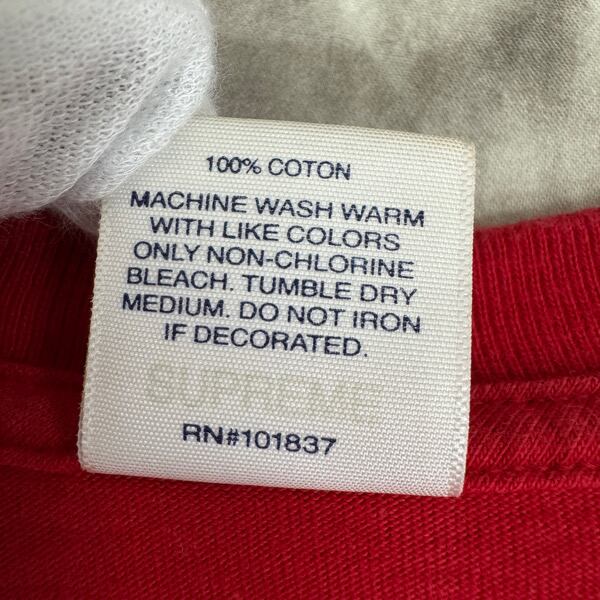 100% COTON
MACHINE WASH WARM
WITH LIKE COLORS
ONLY NON-CHLORINE
BLEACH. TUMBLE DRY
MEDIUM. DO NOT IRON
IF DECORATED.
SUPREME
RN#101837